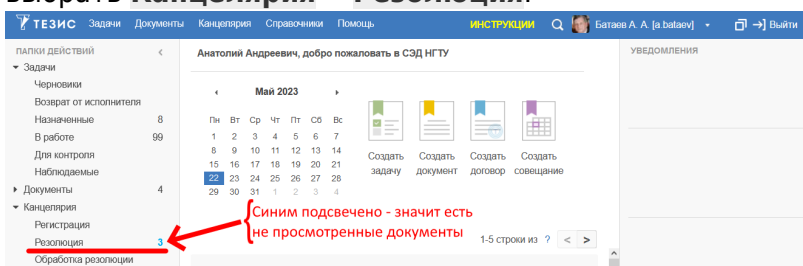 выбрать Канцелярия – Резолюция.
ТЕЗИС Задачи Документы Канцелярия Справочники Помощь ИНСТРУКЦИИ Батаев А. А. [a.bataev] Выйти
ПАПКИ ДЕЙСТВИЙ
Задачи
Черновики
Возврат от исполнителя
Назначенные 8
В работе 99
Для контроля
Наблюдаемые
Документы 4
Канцелярия
Регистрация
Резолюция 3
Обработка резолюции
Анатолий Андреевич, добро пожаловать в СЭД НГТУ
Май 2023
Пн Вт Ср Чт Пт Сб Вс
1 2 3 4 5 6 7
8 9 10 11 12 13 14
15 16 17 18 19 20 21
22 23 24 25 26 27 28
29 30 31 1 2 3 4
Создать задачу
Создать документ
Создать договор
Создать совещание
Синим подсвечено - значит есть
не просмотренные документы
1-5 строки из ? < >
УВЕДОМЛЕНИЯ